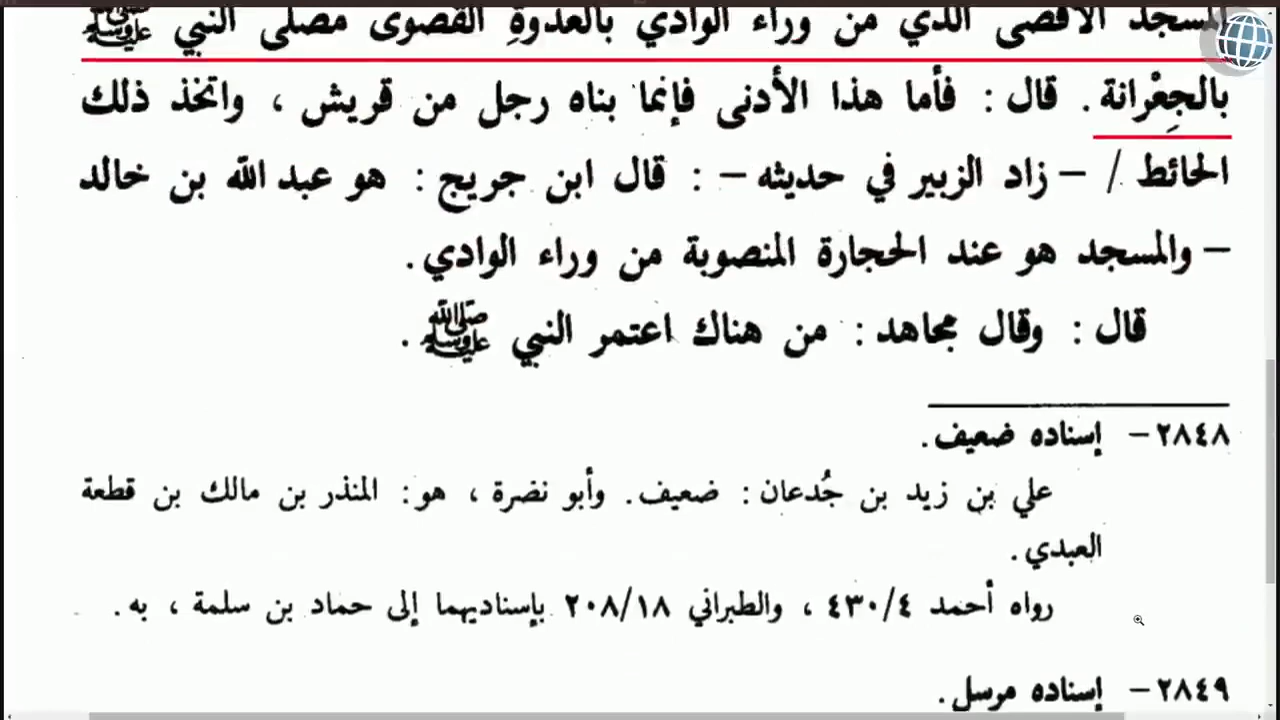 المسجد الأقصى الذي من وراء الوادي بالعدوةِ القصوى مصلى النبي ﷺ
بالجِعْرانة . قال : فأما هذا الأدنى فإنما بناه رجل من قريش ، واتخذ ذلك
الحائط / – زاد الزبير في حديثه – : قال ابن جريج : هو عبد الله بن خالد
– والمسجد هو عند الحجارة المنصوبة من وراء الوادي .
قال : وقال مجاهد : من هناك اعتمر النبي ﷺ .
٢٨٤٨ – إسناده ضعيف .
علي بن زيد بن جُدعان : ضعيف . وأبو نضرة ، هو : المنذر بن مالك بن قطعة
العبدي .
رواه أحمد ٤٣٠/٤ ، والطبراني ٢٠٨/١٨ بإسناديهما إلى حماد بن سلمة ، به .
٢٨٤٩ – إسناده مرسل .